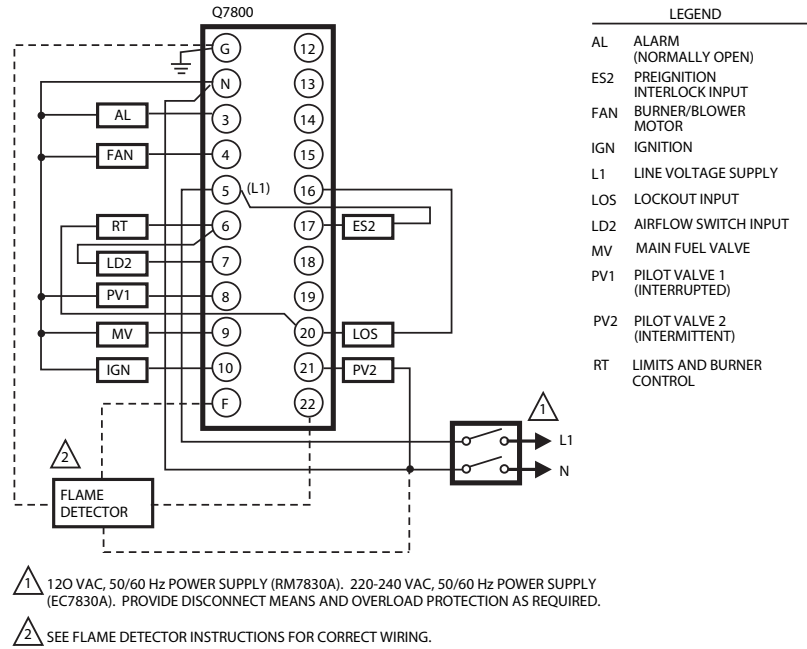 Q7800
G
12
N
13
AL
3
14
FAN
4
15
5
(L1)
16
RT
6
17
ES2
LD2
7
18
PV1
8
19
MV
9
20
LOS
IGN
10
21
PV2
F
22
1
L1
N
2
FLAME
DETECTOR
LEGEND
AL ALARM
(NORMALLY OPEN)
ES2 PREIGNITION
INTERLOCK INPUT
FAN BURNER/BLOWER
MOTOR
IGN IGNITION
L1 LINE VOLTAGE SUPPLY
LOS LOCKOUT INPUT
LD2 AIRFLOW SWITCH INPUT
MV MAIN FUEL VALVE
PV1 PILOT VALVE 1
(INTERRUPTED)
PV2 PILOT VALVE 2
(INTERMITTENT)
RT LIMITS AND BURNER
CONTROL
1 12O VAC, 50/60 Hz POWER SUPPLY (RM7830A). 220-240 VAC, 50/60 Hz POWER SUPPLY
(EC7830A). PROVIDE DISCONNECT MEANS AND OVERLOAD PROTECTION AS REQUIRED.
2 SEE FLAME DETECTOR INSTRUCTIONS FOR CORRECT WIRING.